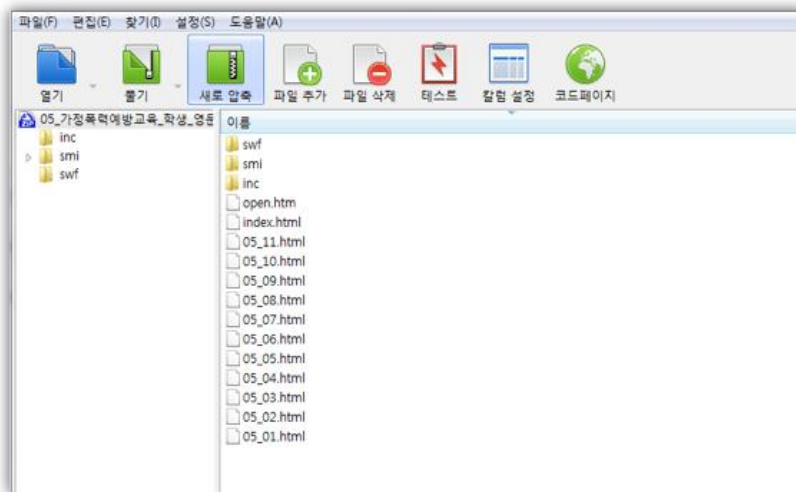 파일(F) 편집(E) 찾기(I) 설정(S) 도움말(A)
열기 풀기 새로 압축 파일 추가 파일 삭제 테스트 칼럼 설정 코드페이지
05_가정폭력예방교육_학생_영문
inc
smi
swf
이름
swf
smi
inc
open.htm
index.html
05_11.html
05_10.html
05_09.html
05_08.html
05_07.html
05_06.html
05_05.html
05_04.html
05_03.html
05_02.html
05_01.html